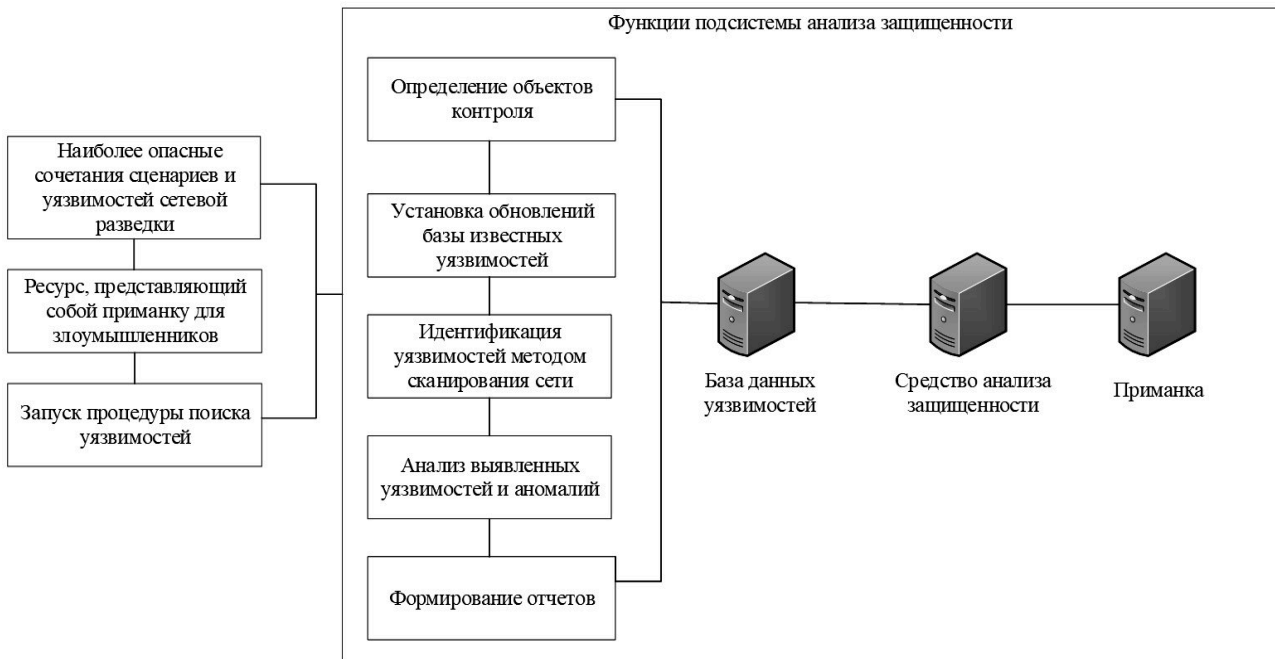 Функции подсистемы анализа защищенности
Наиболее опасные
сочетания сценариев и
уязвимостей сетевой
разведки
Ресурс, представляющий
собой приманку для
злоумышленников
Запуск процедуры поиска
уязвимостей
Определение объектов
контроля
Установка обновлений
базы известных
уязвимостей
Идентификация
уязвимостей методом
сканирования сети
Анализ выявленных
уязвимостей и аномалий
Формирование отчетов
База данных
уязвимостей
Средство анализа
защищенности
Приманка